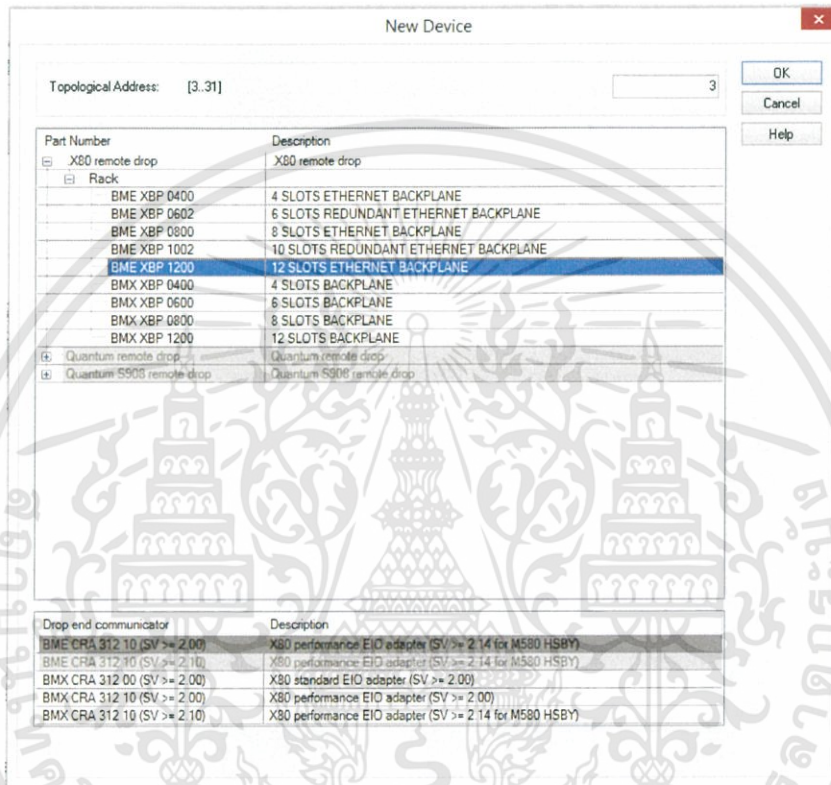 New Device
Topological Address: [3..31] 3
OK
Cancel
Help
Part Number Description
X80 remote drop X80 remote drop
Rack
BME XBP 0400 4 SLOTS ETHERNET BACKPLANE
BME XBP 0602 6 SLOTS REDUNDANT ETHERNET BACKPLANE
BME XBP 0800 8 SLOTS ETHERNET BACKPLANE
BME XBP 1002 10 SLOTS REDUNDANT ETHERNET BACKPLANE
BME XBP 1200 12 SLOTS ETHERNET BACKPLANE
BMX XBP 0400 4 SLOTS BACKPLANE
BMX XBP 0600 6 SLOTS BACKPLANE
BMX XBP 0800 8 SLOTS BACKPLANE
BMX XBP 1200 12 SLOTS BACKPLANE
Quantum remote drop Quantum remote drop
Quantum S908 remote drop Quantum S908 remote drop
Drop end communicator Description
BME CRA 312 10 (SV >= 2.00) X80 performance EIO adapter (SV >= 2.14 for M580 HSBY)
BME CRA 312 10 (SV >= 2.10) X80 performance EIO adapter (SV >= 2.14 for M580 HSBY)
BMX CRA 312 00 (SV >= 2.00) X80 standard EIO adapter (SV >= 2.00)
BMX CRA 312 10 (SV >= 2.00) X80 performance EIO adapter (SV >= 2.00)
BMX CRA 312 10 (SV >= 2.10) X80 performance EIO adapter (SV >= 2.14 for M580 HSBY)